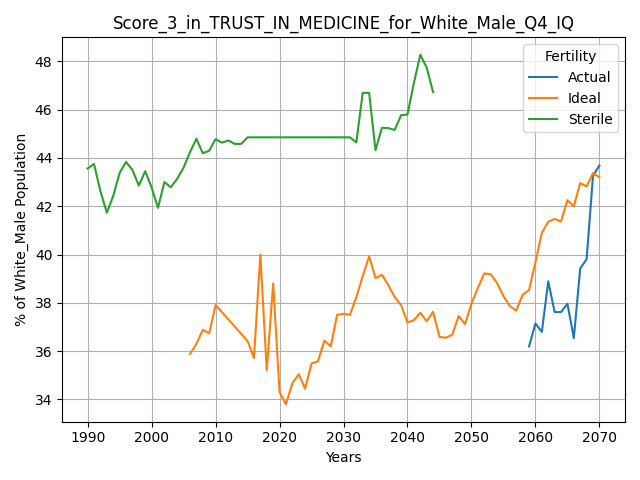 Score_3_in_TRUST_IN_MEDICINE_for_White_Male_Q4_IQ
Fertility
Actual
Ideal
Sterile
% of White_Male Population
48
46
44
42
40
38
36
34
1990 2000 2010 2020 2030 2040 2050 2060 2070
Years